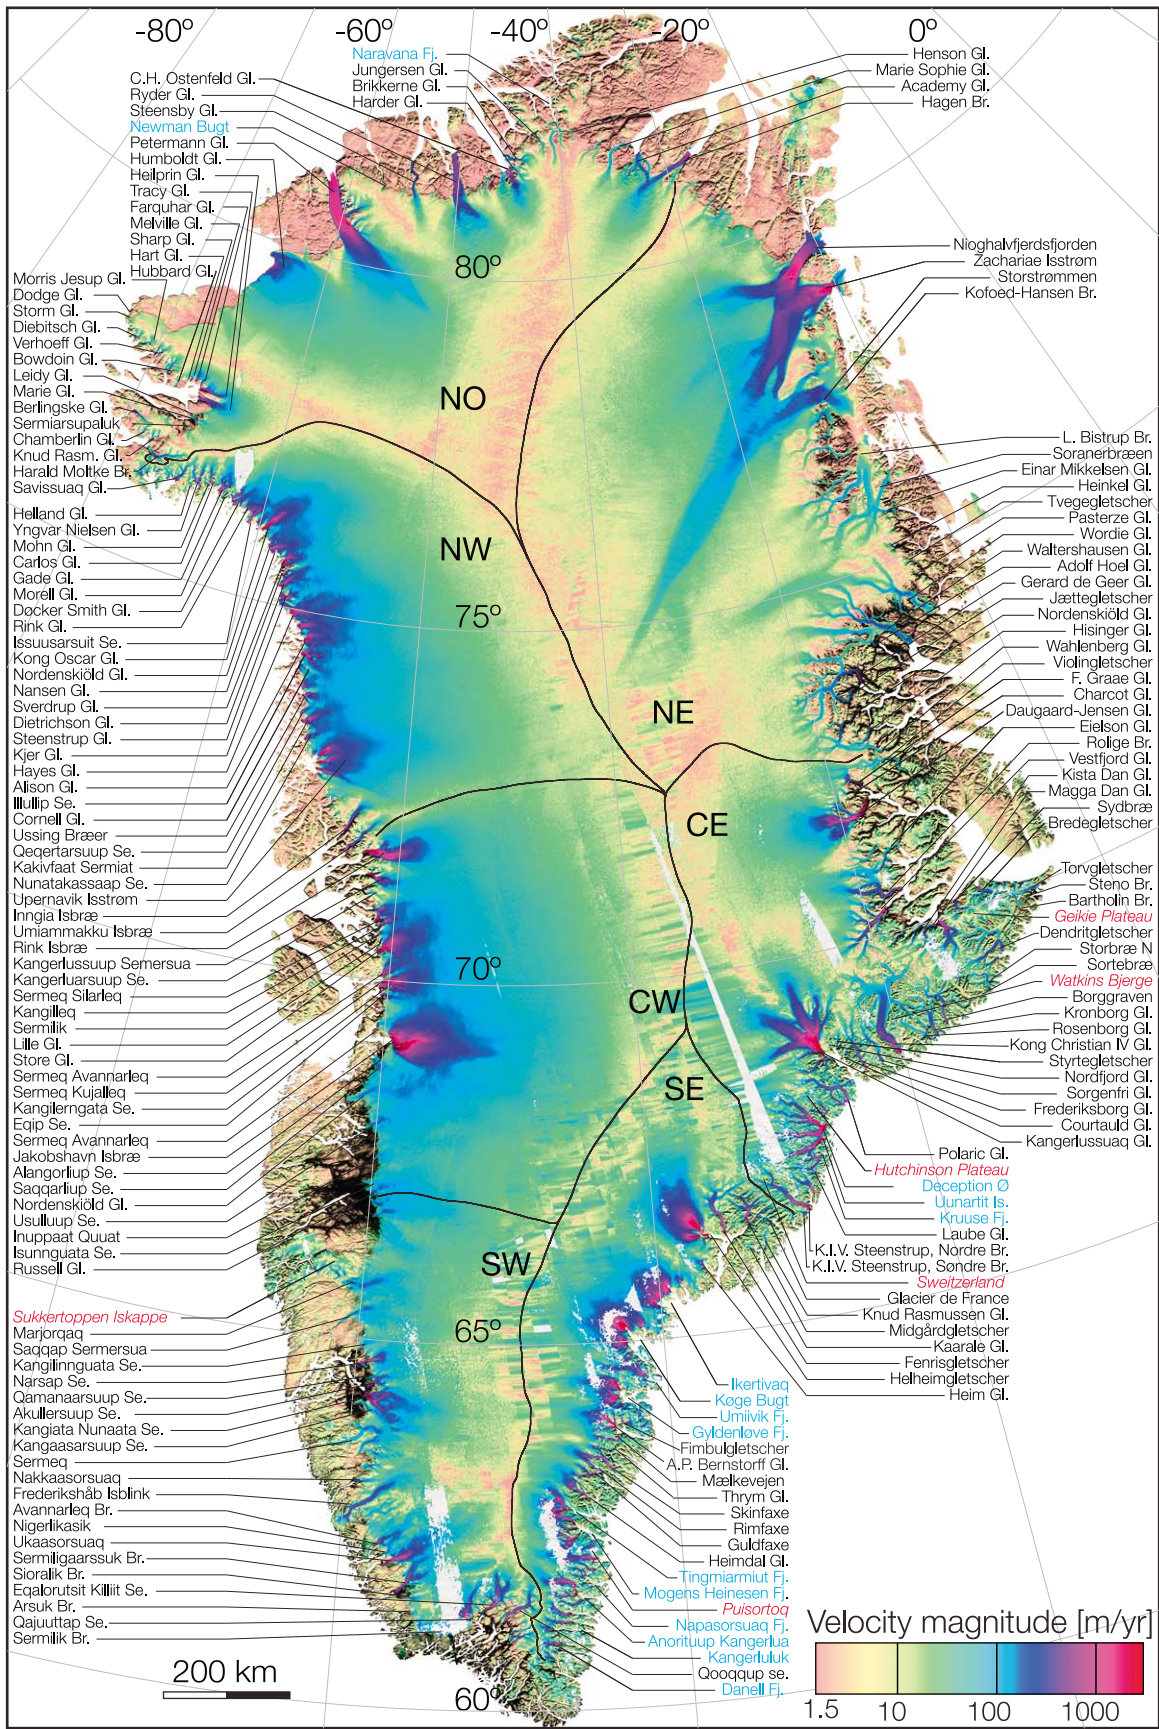 -80º
-60º
-40º
-20º
0º
Naravana Fj.
Jungersen Gl.
Brikkerne Gl.
Harder Gl.
C.H. Ostenfeld Gl.
Ryder Gl.
Steensby Gl.
Newman Bugt
Petermann Gl.
Humboldt Gl.
Heilprin Gl.
Tracy Gl.
Farquhar Gl.
Melville Gl.
Sharp Gl.
Hart Gl.
Hubbard Gl.
Morris Jesup Gl.
Dodge Gl.
Storm Gl.
Diebitsch Gl.
Verhoeff Gl.
Bowdoin Gl.
Leidy Gl.
Marie Gl.
Berlingske Gl.
Sermiarsupaluk
Chamberlin Gl.
Knud Rasm. Gl.
Harald Moltke Br.
Savissuaq Gl.
Helland Gl.
Yngvar Nielsen Gl.
Mohn Gl.
Carlos Gl.
Gade Gl.
Morell Gl.
Døcker Smith Gl.
Rink Gl.
Issuusarsuit Se.
Kong Oscar Gl.
Nordenskiöld Gl.
Nansen Gl.
Sverdrup Gl.
Dietrichson Gl.
Steenstrup Gl.
Kjer Gl.
Hayes Gl.
Alison Gl.
Illullip Se.
Cornell Gl.
Ussing Bræer
Qeqertarsuup Se.
Kakivfaat Sermiat
Nunatakassaap Se.
Upernavik Isstrøm
Inngia Isbræ
Umiammakku Isbræ
Rink Isbræ
Kangerlussuup Semersua
Kangerluarsuup Se.
Sermeq Silarleq
Kangilleq
Sermilik
Lille Gl.
Store Gl.
Sermeq Avannarleq
Sermeq Kujalleq
Kangilerngata Se.
Eqip Se.
Sermeq Avannarleq
Jakobshavn Isbræ
Alangorliup Se.
Saqqarliup Se.
Nordenskiöld Gl.
Usulluup Se.
Inuppaat Quuat
Isunnguata Se.
Russell Gl.
Sukkertoppen Iskappe
Marjorqaq
Saqqap Sermersua
Kangilinnguata Se.
Narsap Se.
Qamanaarsuup Se.
Akullersuup Se.
Kangiata Nunaata Se.
Kangaasarsuup Se.
Sermeq
Nakkaasorsuaq
Frederikshåb Isblink
Avannarleq Br.
Nigerlikasik
Ukaasorsuaq
Sermiligaarssuk Br.
Sioralik Br.
Eqalorutsit Killiit Se.
Arsuk Br.
Qajuuttap Se.
Sermilik Br.
200 km
80º
75º
70º
65º
60º
NO
NW
NE
CE
CW
SE
SW
Henson Gl.
Marie Sophie Gl.
Academy Gl.
Hagen Br.
Nioghalvfjerdsfjorden
Zachariae Isstrøm
Storstrømmen
Kofoed-Hansen Br.
L. Bistrup Br.
Soranerbræen
Einar Mikkelsen Gl.
Heinkel Gl.
Tvegegletscher
Pasterze Gl.
Wordie Gl.
Waltershausen Gl.
Adolf Hoel Gl.
Gerard de Geer Gl.
Jættegletscher
Nordenskiöld Gl.
Hisinger Gl.
Wahlenberg Gl.
Violingletscher
F. Graae Gl.
Charcot Gl.
Daugaard-Jensen Gl.
Eielson Gl.
Rolige Br.
Vestfjord Gl.
Kista Dan Gl.
Magga Dan Gl.
Sydbræ
Bredegletscher
Torvgletscher
Steno Br.
Bartholin Br.
Geikie Plateau
Dendritgletscher
Storbræ N
Sortebræ
Watkins Bjerge
Borggraven
Kronborg Gl.
Rosenborg Gl.
Kong Christian IV Gl.
Styrtegletscher
Nordfjord Gl.
Sorgenfri Gl.
Frederiksborg Gl.
Courtauld Gl.
Kangerlussuaq Gl.
Polaric Gl.
Hutchinson Plateau
Deception Ø
Uunartit Is.
Kruuse Fj.
Laube Gl.
K.I.V. Steenstrup, Nordre Br.
K.I.V. Steenstrup, Søndre Br.
Sweitzerland
Glacier de France
Knud Rasmussen Gl.
Midgårdgletscher
Kaarale Gl.
Fenrisgletscher
Helheimgletscher
Heim Gl.
Ikertivaq
Køge Bugt
Umiivik Fj.
Gyldenløve Fj.
Fimbulgletscher
A.P. Bernstorff Gl.
Mælkevejen
Thrym Gl.
Skinfaxe
Rimfaxe
Guldfaxe
Heimdal Gl.
Tingmiarmiut Fj.
Mogens Heinesen Fj.
Puisortoq
Napasorsuaq Fj.
Anorituup Kangerlua
Kangerluluk
Qooqqup se.
Danell Fj.
Velocity magnitude [m/yr]
1.5 10 100 1000